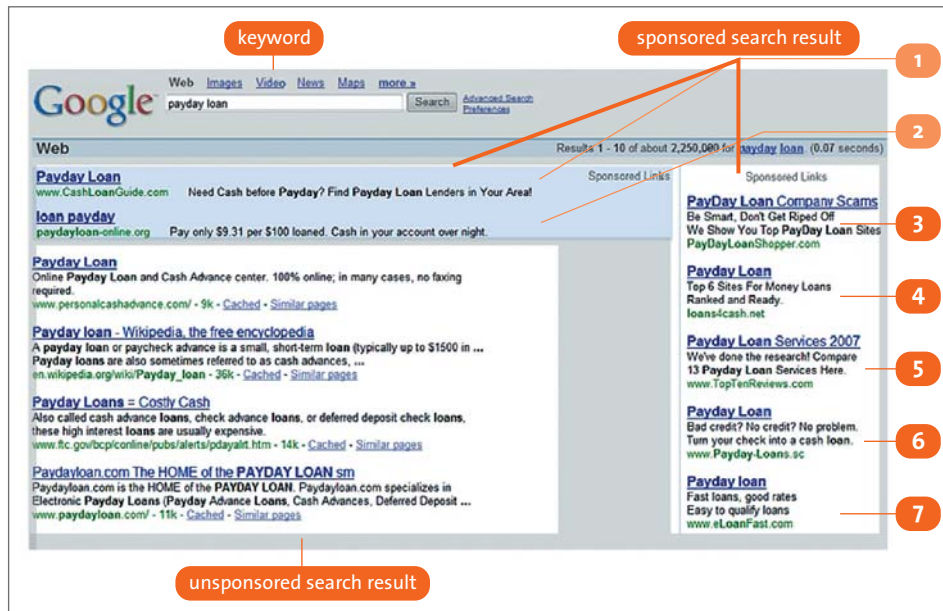 keyword
sponsored search result
1
Google™
Web Images Video News Maps more »
payday loan
Search
Advanced Search
Preferences
2
Web
Results 1 - 10 of about 2,250,000 for payday loan. (0.07 seconds)
Payday Loan
www.CashLoanGuide.com Need Cash before Payday? Find Payday Loan Lenders in Your Area!
Sponsored Links
loan payday
paydayloan-online.org Pay only $9.31 per $100 loaned. Cash in your account over night.
Payday Loan
Online Payday Loan and Cash Advance center. 100% online; in many cases, no faxing
required.
www.personalcashadvance.com/ - 9k - Cached - Similar pages
Payday loan - Wikipedia, the free encyclopedia
A payday loan or paycheck advance is a small, short-term loan (typically up to $1500 in ...
Payday loans are also sometimes referred to as cash advances, ...
en.wikipedia.org/wiki/Payday_loan - 36k - Cached - Similar pages
Payday Loans = Costly Cash
Also called cash advance loans, check advance loans, or deferred deposit check loans,
these high interest loans are usually expensive.
www.ftc.gov/bcp/conline/pubs/alerts/pdayalrt.htm - 14k - Cached - Similar pages
Paydayloan.com The HOME of the PAYDAY LOAN sm
Paydayloan.com is the HOME of the PAYDAY LOAN. Paydayloan.com specializes in
Electronic Payday Loans (Payday Advance Loans, Cash Advances, Deferred Deposit ...
www.paydayloan.com/ - 11k - Cached - Similar pages
Sponsored Links
PayDay Loan Company Scams
Be Smart, Don't Get Riped Off
We Show You Top PayDay Loan Sites
PayDayLoanShopper.com
3
Payday Loan
Top 6 Sites For Money Loans
Ranked and Ready.
loans4cash.net
4
Payday Loan Services 2007
We've done the research! Compare
13 Payday Loan Services Here.
www.TopTenReviews.com
5
Payday Loan
Bad credit? No credit? No problem.
Turn your check into a cash loan.
www.Payday-Loans.sc
6
Payday loan
Fast loans, good rates
Easy to qualify loans
www.eLoanFast.com
7
unsponsored search result